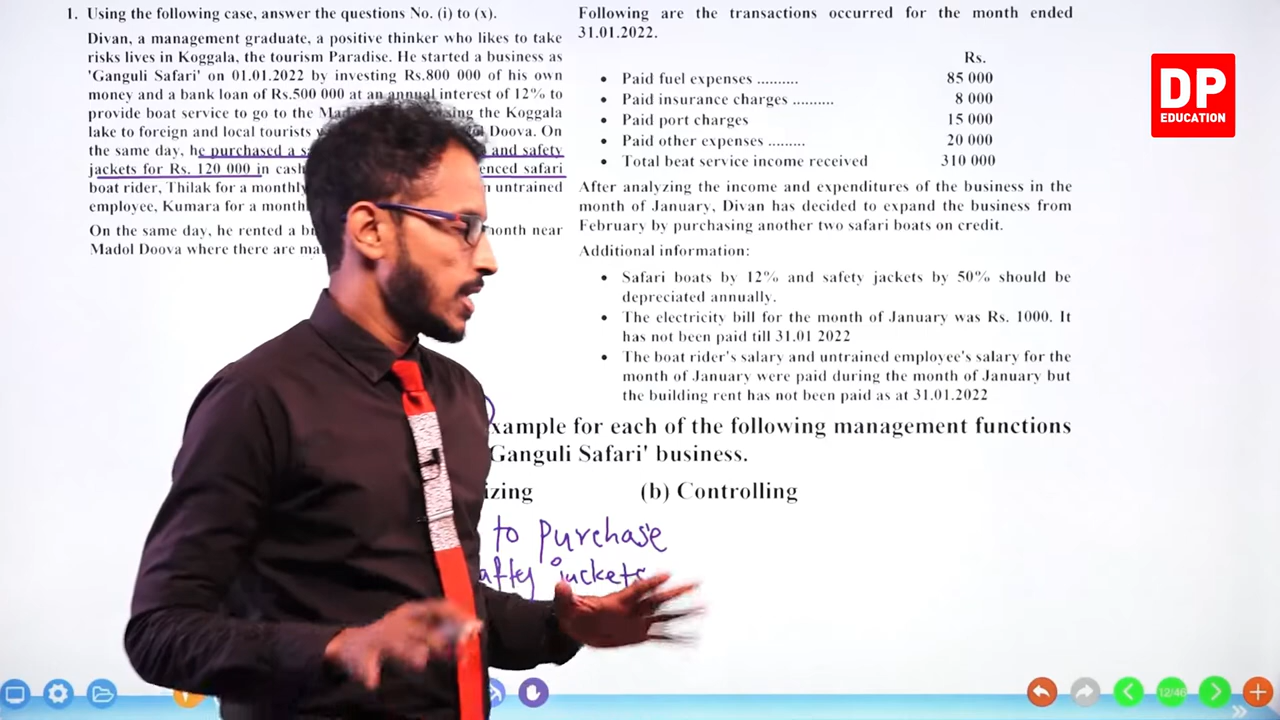 1. Using the following case, answer the questions No. (i) to (x).
Divan, a management graduate, a positive thinker who likes to take
risks lives in Koggala, the tourism Paradise. He started a business as
'Ganguli Safari' on 01.01.2022 by investing Rs.800 000 of his own
money and a bank loan of Rs.500 000 at an annual interest of 12% to
provide boat service to go to the the Koggala
lake to foreign and local tourists Doova. On
the same day, he purchased a and safety
jackets for Rs. 120 000 in cash safari
boat rider, Thilak for a monthly untrained
employee, Kumara for a month
On the same day, he rented a near
Madol Doova where there are
Following are the transactions occurred for the month ended
31.01.2022.
Rs.
• Paid fuel expenses .......... 85 000
• Paid insurance charges .......... 8 000
• Paid port charges 15 000
• Paid other expenses ......... 20 000
• Total beat service income received 310 000
After analyzing the income and expenditures of the business in the
month of January, Divan has decided to expand the business from
February by purchasing another two safari boats on credit.
Additional information:
• Safari boats by 12% and safety jackets by 50% should be
depreciated annually.
• The electricity bill for the month of January was Rs. 1000. It
has not been paid till 31.01 2022
• The boat rider's salary and untrained employee's salary for the
month of January were paid during the month of January but
the building rent has not been paid as at 31.01.2022
xample for each of the following management functions
Ganguli Safari' business.
izing (b) Controlling
to purchase
jackets
DP
EDUCATION
12/46